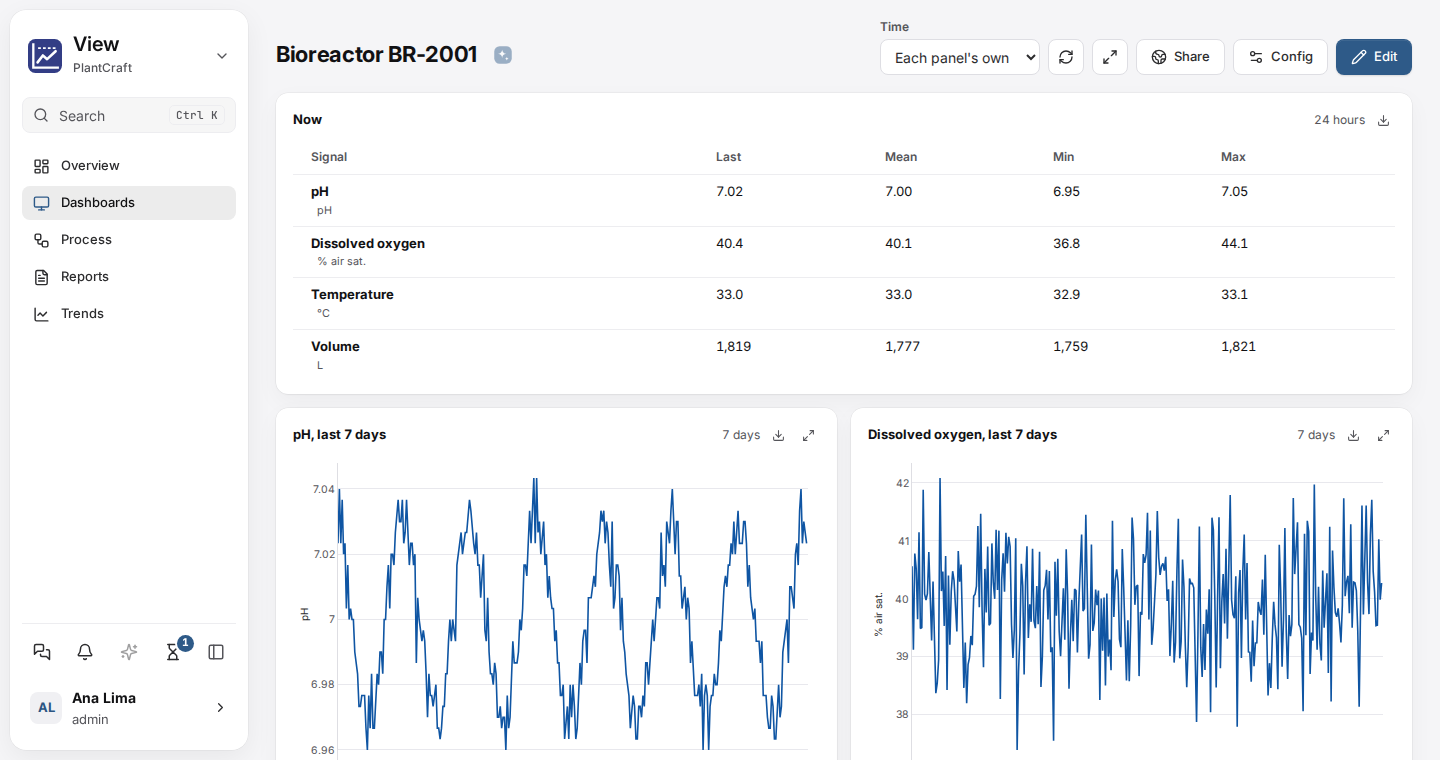 View
PlantCraft
Search Ctrl K
Overview
Dashboards
Process
Reports
Trends
1
AL
Ana Lima
admin
Bioreactor BR-2001
Time
Each panel's own
Share
Config
Edit
Now
24 hours
Signal Last Mean Min Max
pH 7.02 7.00 6.95 7.05
pH
Dissolved oxygen 40.4 40.1 36.8 44.1
% air sat.
Temperature 33.0 33.0 32.9 33.1
°C
Volume 1,819 1,777 1,759 1,821
L
pH, last 7 days
7 days
7.04
7.02
7
6.98
6.96
pH
Dissolved oxygen, last 7 days
7 days
42
41
40
39
38
% air sat.